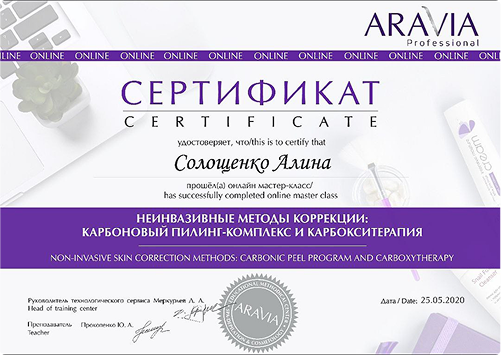 ARAVIA
Professional
LINE ONLINE ONLINE ONLINE ONLINE ONLINE ONLINE ONLINE ONLINE ONLINE ONLINE
СЕРТИФИКАТ
CERTIFICATE
удостоверяет, что/this is to certify that
Солощенко Алина
прошёл(а) онлайн мастер-класс/
has successfully completed online master class
НЕИНВАЗИВНЫЕ МЕТОДЫ КОРРЕКЦИИ:
КАРБОНОВЫЙ ПИЛИНГ-КОМПЛЕКС И КАРБОКСИТЕРАПИЯ
NON-INVASIVE SKIN CORRECTION METHODS: CARBONIC PEEL PROGRAM AND CARBOXYTHERAPY
Руководитель технологического сервиса Меркурьев А. А.
Head of training center
Преподаватель Прокопенко Ю. А.
Teacher
ARAVIA
Дата / Date: 25.05.2020
cream